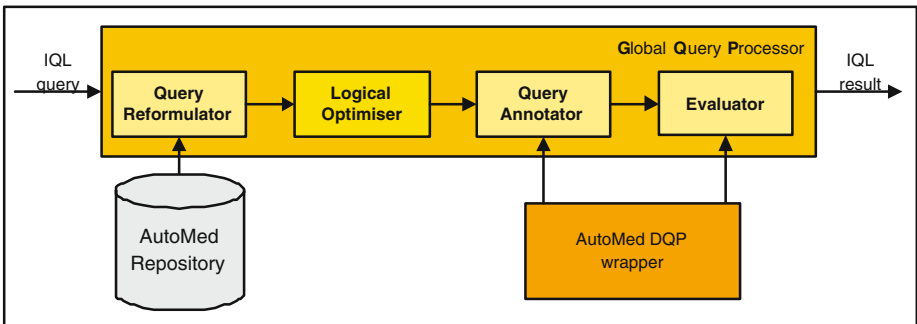 Global Query Processor
IQL
query
IQL
result
Query
Reformulator
Logical
Optimiser
Query
Annotator
Evaluator
AutoMed
Repository
AutoMed DQP
wrapper